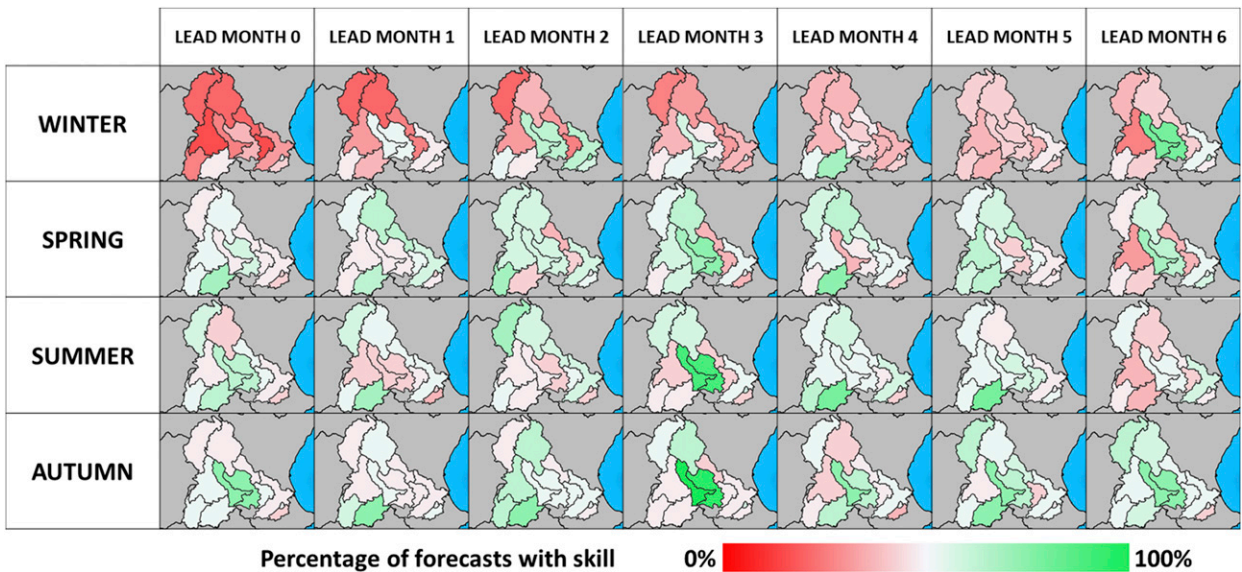 LEAD MONTH 0 LEAD MONTH 1 LEAD MONTH 2 LEAD MONTH 3 LEAD MONTH 4 LEAD MONTH 5 LEAD MONTH 6
WINTER
SPRING
SUMMER
AUTUMN
Percentage of forecasts with skill 0% 100%